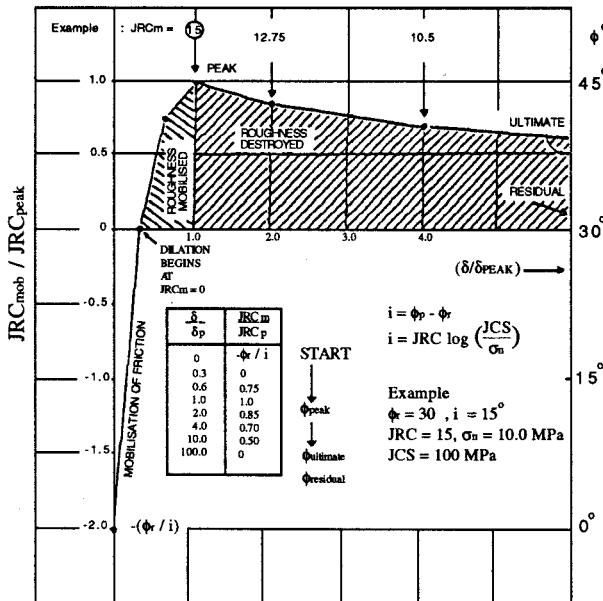 Example : JRCm = 15 12.75 10.5 ϕ°
PEAK
1.0 45°
ULTIMATE
ROUGHNESS
DESTROYED
ROUGHNESS
MOBILISED
0.5
RESIDUAL
0 1.0 2.0 3.0 4.0 30°
DILATION
BEGINS
AT
JRCm = 0
(δ/δPEAK)
JRCmob / JRCpeak
-0.5
-1.0 15°
-1.5
-2.0 -(ϕr / i) 0°
MOBILISATION OF FRICTION
δ/δp JRCm/JRCp
0 -ϕr / i
0.3 0
0.6 0.75
1.0 1.0
2.0 0.85
4.0 0.70
10.0 0.50
100.0 0
START
ϕpeak
ϕultimate
ϕresidual
i = ϕp - ϕr
i = JRC log (JCS/σn)
Example
ϕr = 30 , i = 15°
JRC = 15, σn = 10.0 MPa
JCS = 100 MPa